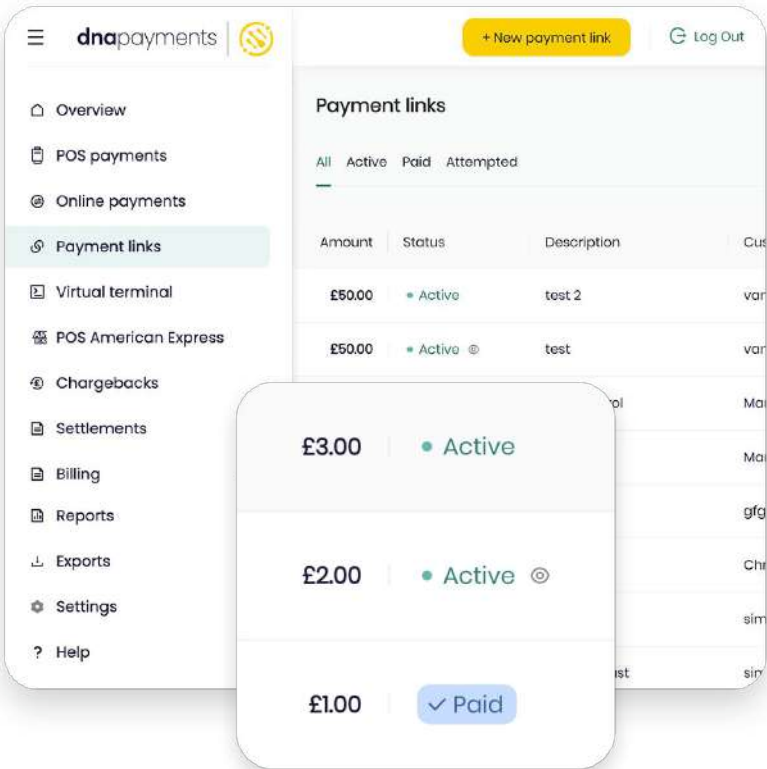 dnapayments
+ New payment link
Log Out
Overview
POS payments
Online payments
Payment links
Virtual terminal
POS American Express
Chargebacks
Settlements
Billing
Reports
Exports
Settings
? Help
Payment links
All Active Paid Attempted
Amount Status Description
£50.00 Active test 2
£50.00 Active test
£3.00 Active
£2.00 Active
£1.00 Paid